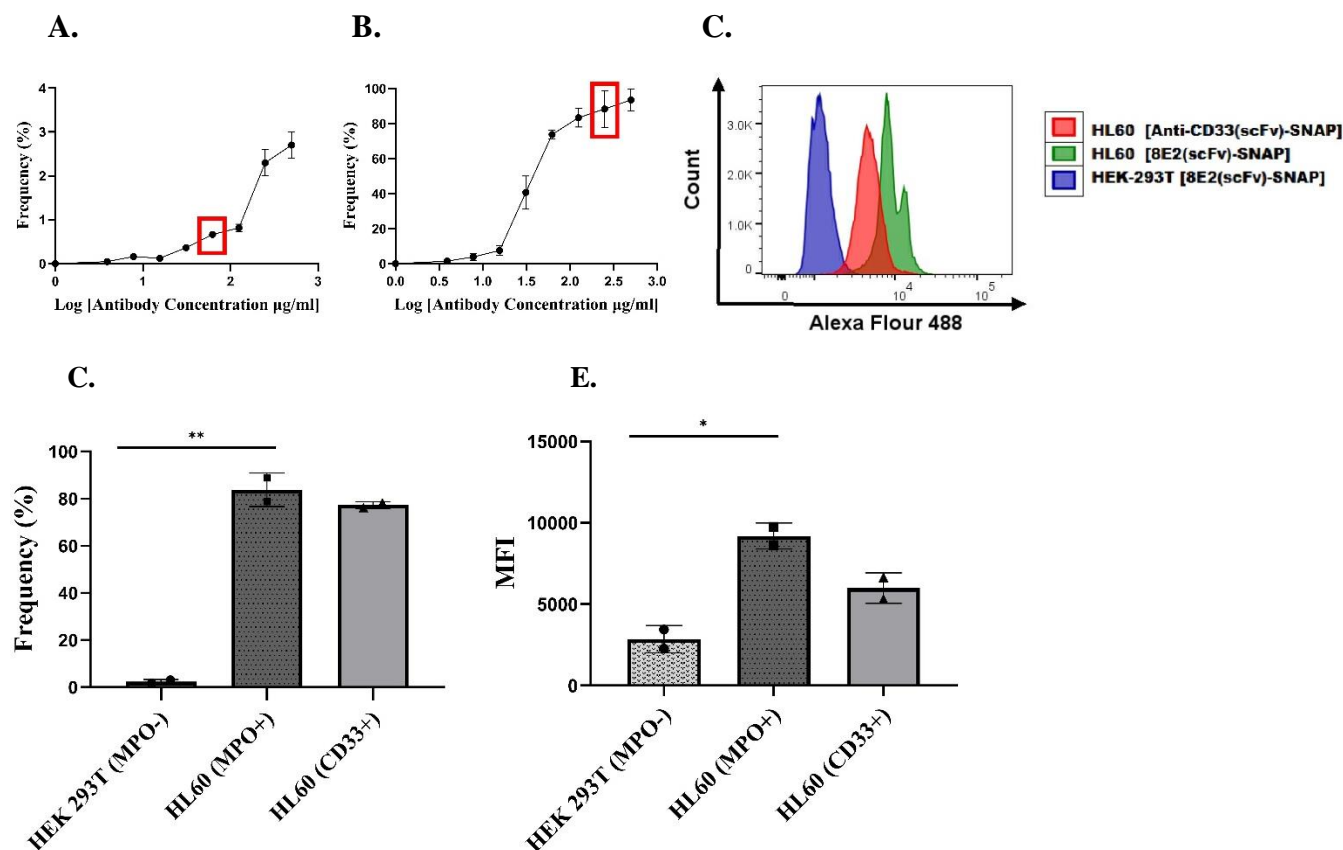 A.
B.
C.
4
3
2
1
0
Frequency (%)
0
1
2
3
Log [Antibody Concentration µg/ml]
100
80
60
40
20
0
Frequency (%)
0.0
0.5
1.0
1.5
2.0
2.5
3.0
Log [Antibody Concentration µg/ml]
3.0K
2.0K
1.0K
0
Count
0
10^4
10^5
Alexa Flour 488
HL60 [Anti-CD33(scFv)-SNAP]
HL60 [8E2(scFv)-SNAP]
HEK-293T [8E2(scFv)-SNAP]
C.
E.
**
100
80
60
40
20
0
Frequency (%)
HEK 293T (MPO-)
HL60 (MPO+)
HL60 (CD33+)
*
15000
10000
5000
0
MFI
HEK 293T (MPO-)
HL60 (MPO+)
HL60 (CD33+)